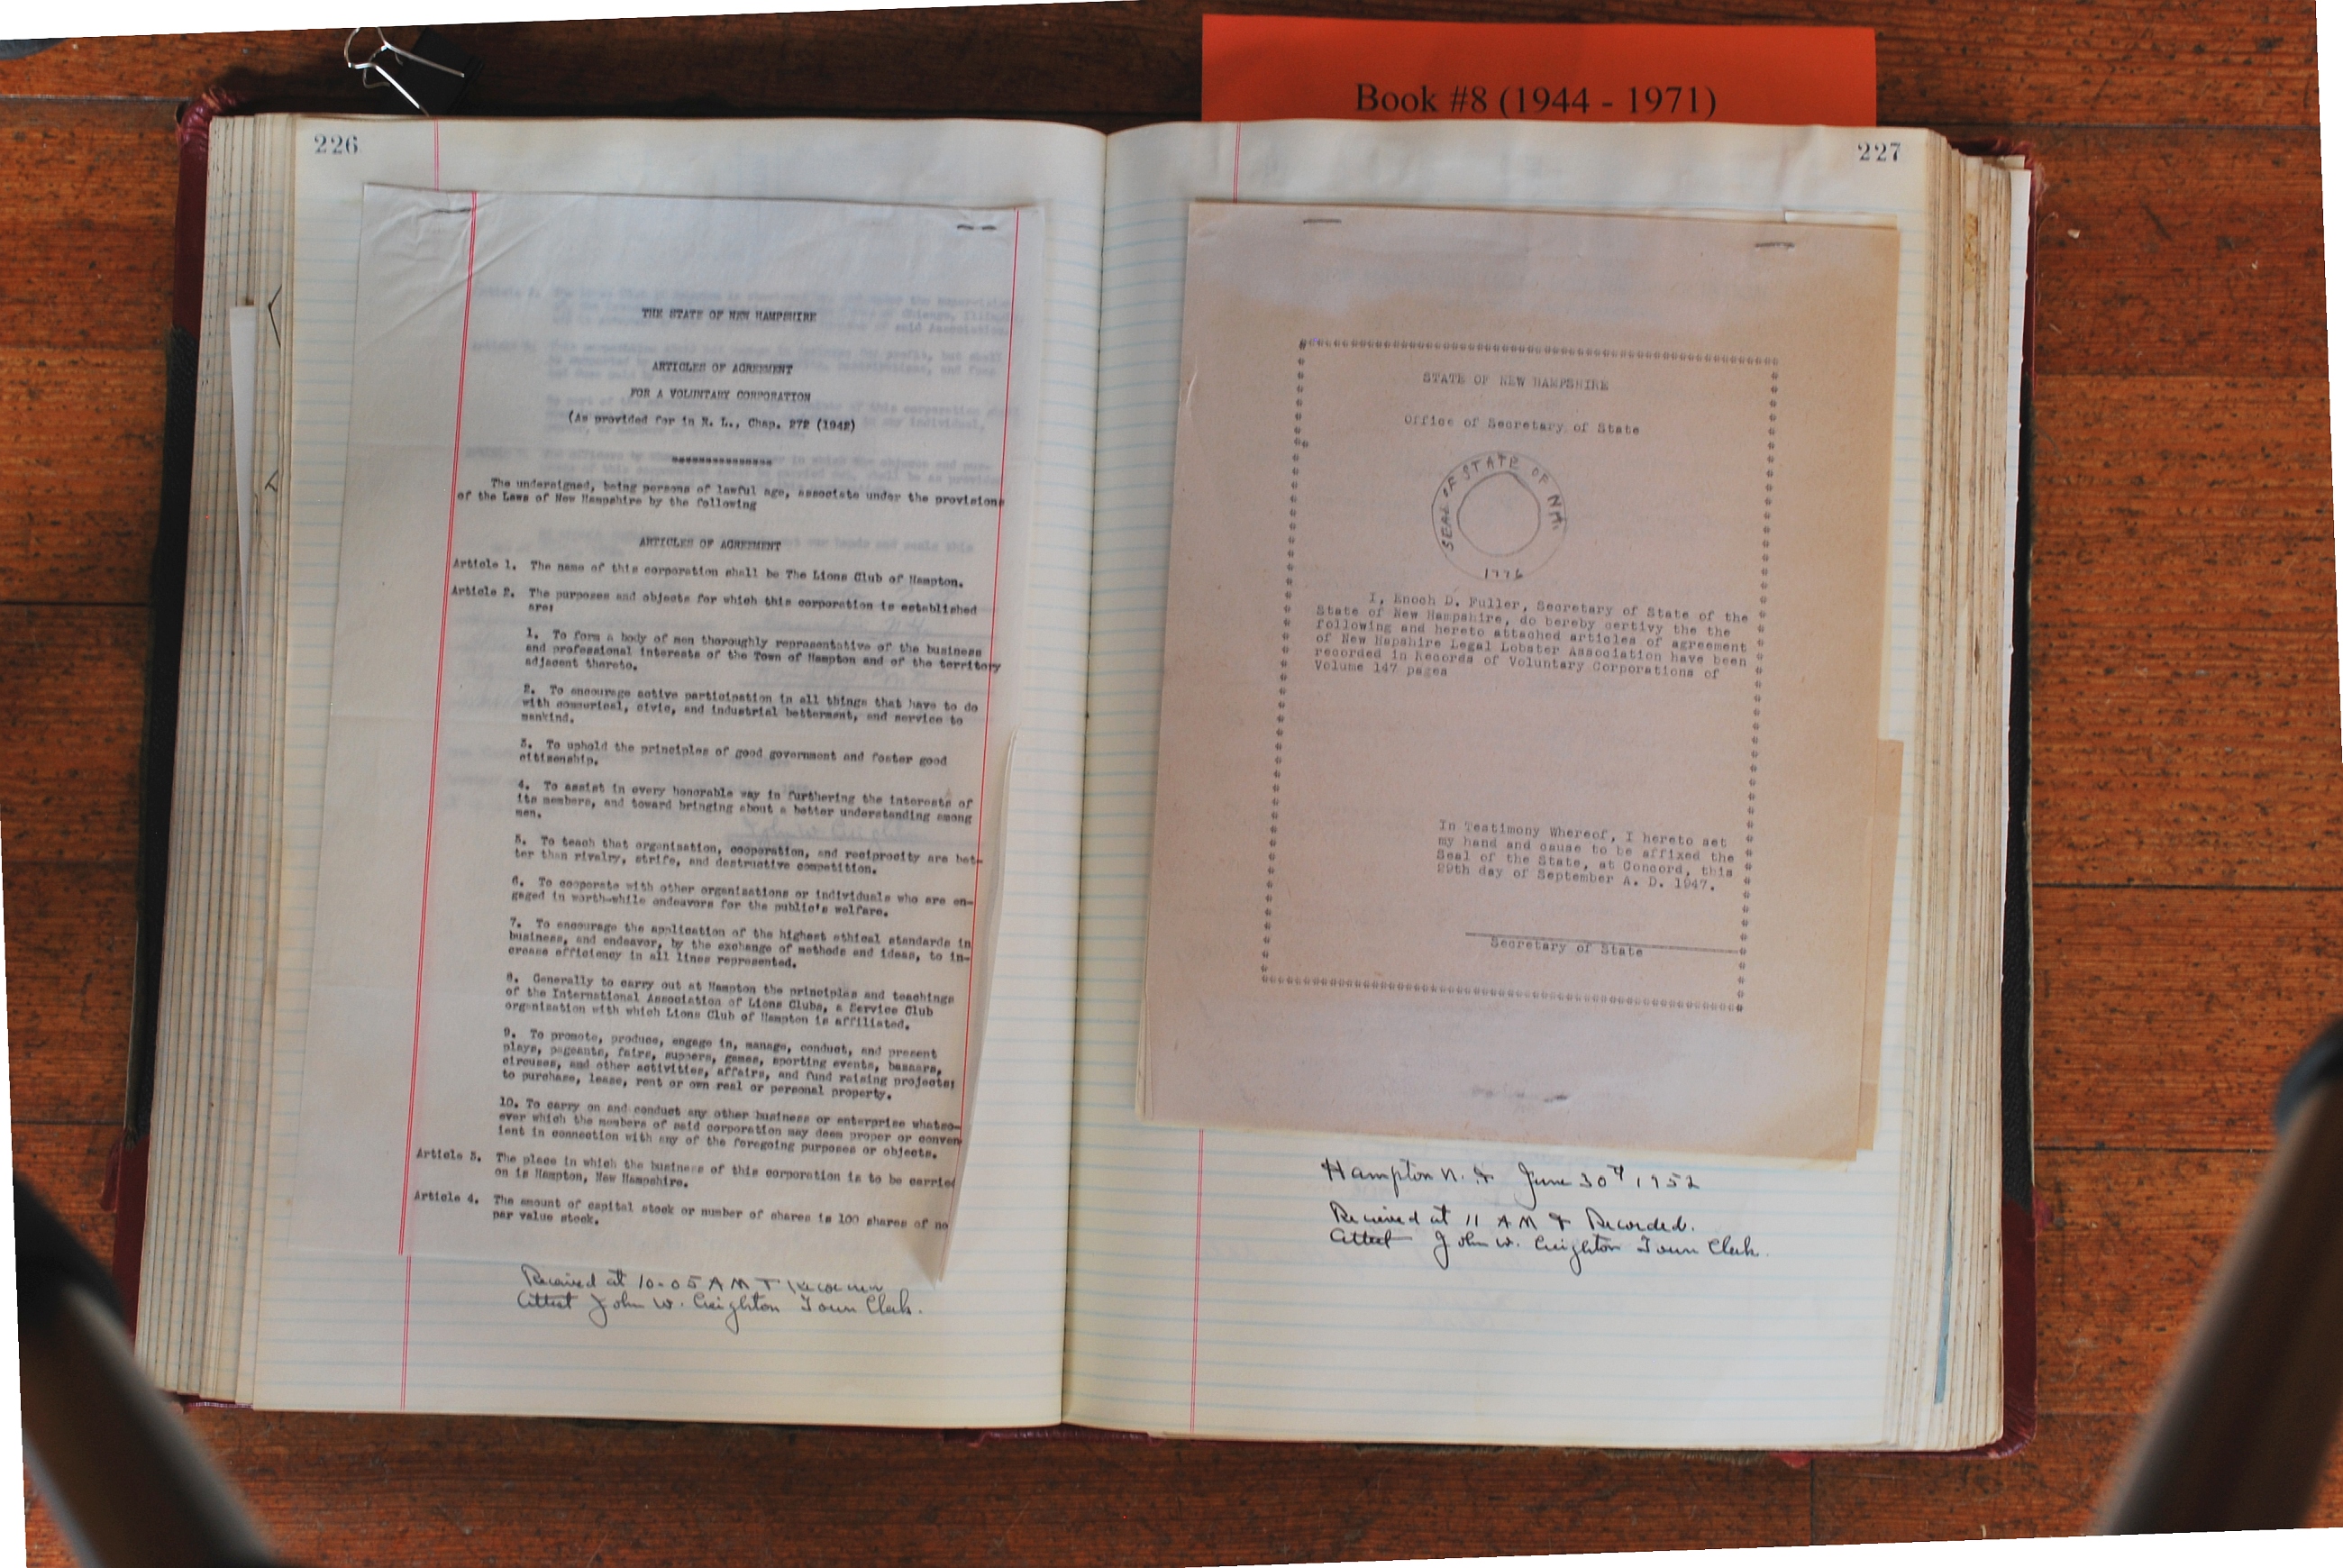 Book #8 (1944 - 1971)
226
THE STATE OF NEW HAMPSHIRE
ARTICLES OF AGREEMENT
FOR A VOLUNTARY CORPORATION
(As provided for in R. L., Chap. 272 (1942)
The undersigned, being persons of lawful age, associate under the provisions
of the Laws of New Hampshire by the following
ARTICLES OF AGREEMENT
Article 1. The name of this corporation shall be The Lions Club of Hampton.
Article 2. The purposes and objects for which this corporation is established
are:
1. To form a body of men thoroughly representative of the business
and professional interests of the Town of Hampton and of the territory
adjacent thereto.
2. To encourage active participation in all things that have to do
with commerical, civic, and industrial betterment, and service to
mankind.
3. To uphold the principles of good government and foster good
citizenship.
4. To assist in every honorable way in furthering the interests of
its members, and toward bringing about a better understanding among
men.
5. To teach that organization, cooperation, and reciprocity are bet-
ter than rivalry, strife, and destructive competition.
6. To cooperate with other organizations or individuals who are en-
gaged in worth-while endeavors for the public's welfare.
7. To encourage the application of the highest ethical standards in
business, and endeavor, by the exchange of methods and ideas, to in-
crease efficiency in all lines represented.
8. Generally to carry out at Hampton the principles and teachings
of the International Association of Lions Clubs, a Service Club
organization with which Lions Club of Hampton is affiliated.
9. To promote, produce, engage in, manage, conduct, and present
plays, pageants, fairs, suppers, games, sporting events, bazaars,
circuses, and other activities, affairs, and fund raising projects;
to purchase, lease, rent or own real or personal property.
10. To carry on and conduct any other business or enterprise whatso-
ever which the members of said corporation may deem proper or conven
ient in connection with any of the foregoing purposes or objects.
Article 3. The place in which the business of this corporation is to be carried
on is Hampton, New Hampshire.
Article 4. The amount of capital stock or number of shares is 100 shares of no
par value stock.
Received at 10-05 A M &
Attest John W. Creighton Town Clerk.
227
STATE OF NEW HAMPSHIRE
Office of Secretary of State
SEAL OF STATE OF N.H.
1776
I, Enoch D. Fuller, Secretary of State of the
State of New Hampshire, do bereby certivy the the
following and hereto attached articles of agreement
of New Hapshire Legal Lobster Association have been
recorded in Records of Voluntary Corporations of
Volume 147 pages
In Testimony Whereof, I hereto set
my hand and cause to be affixed the
Seal of the State, at Concord, this
29th day of September A. D. 1947.
Secretary of State
Hampton N. H June 30th, 1952
Recieved at 11 A M & Recorded.
Attest John W. Creighton Town Clerk.